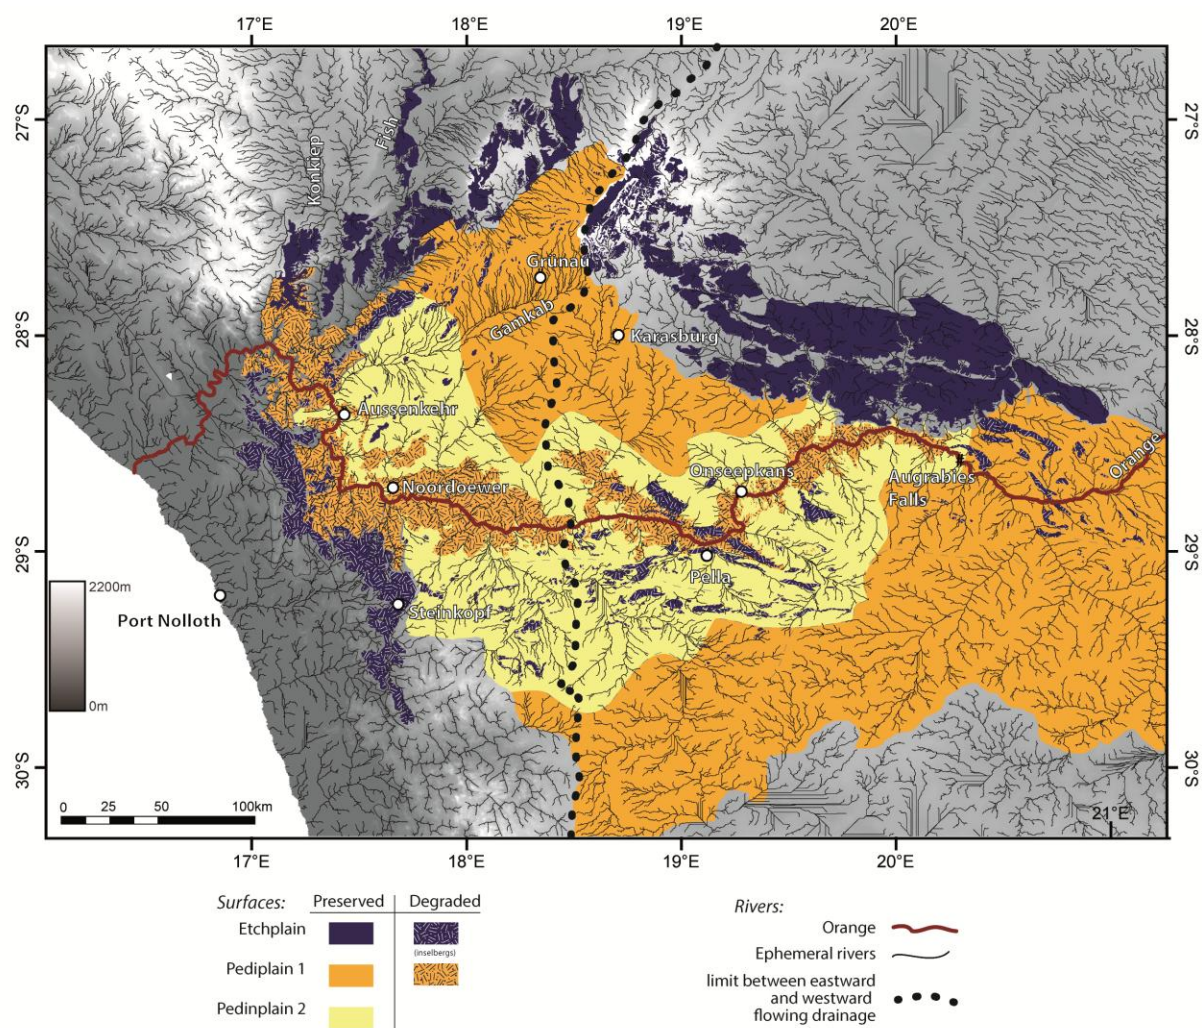 17°E
18°E
19°E
20°E
27°S
27°S
Konkiep
Fish
Grünau
Gamkab
28°S
Karasburg
28°S
Aussenkehr
Noordoewer
Onseepkans
Augrabies
Falls
Orange
29°S
29°S
Pella
Steinkopf
Port Nolloth
2200m
0m
30°S
30°S
0 25 50 100km
21°E
17°E
18°E
19°E
20°E
Surfaces: Preserved Degraded
Etchplain
(inselbergs)
Pediplain 1
Pedinplain 2
Rivers:
Orange
Ephemeral rivers
limit between eastward
and westward
flowing drainage